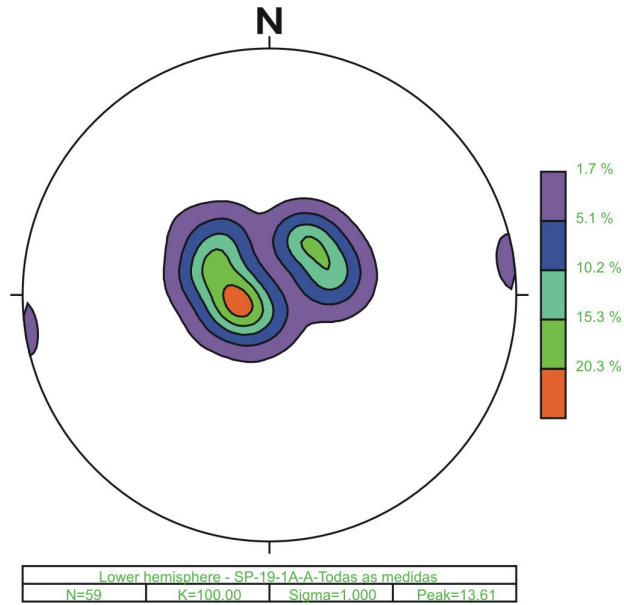 N
1.7 %
5.1 %
10.2 %
15.3 %
20.3 %
Lower hemisphere - SP-19-1A-A-Todas as medidas
N=59 K=100.00 Sigma=1.000 Peak=13.61